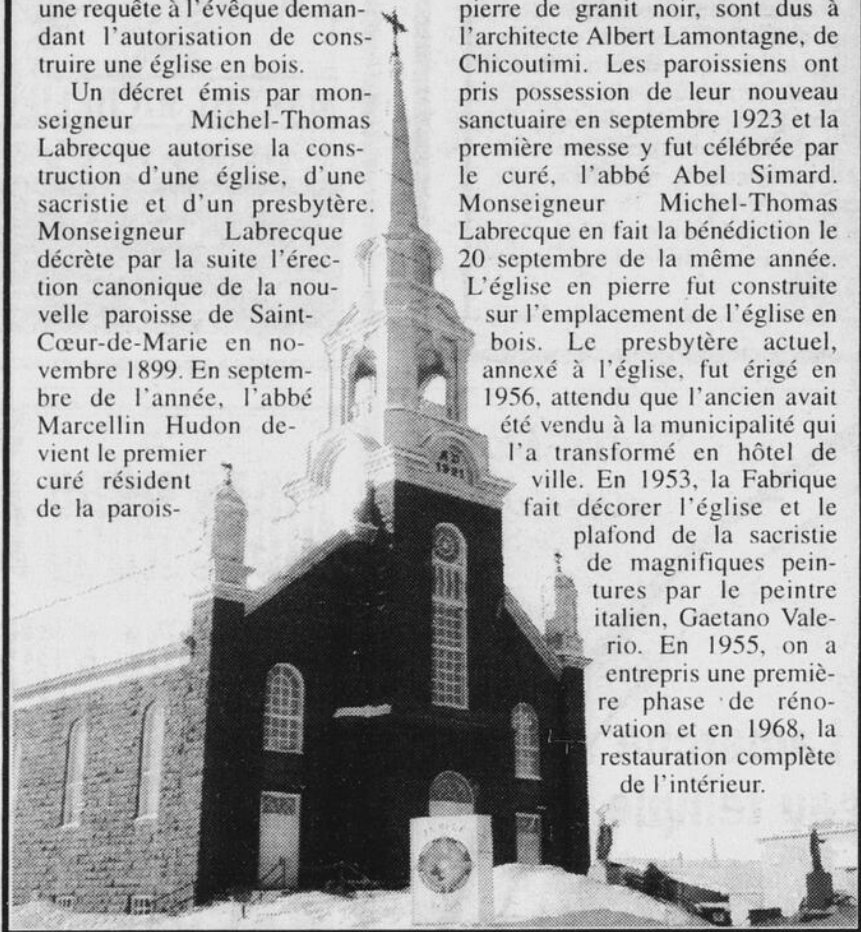 une requête à l'évêque deman-
dant l'autorisation de cons-
truire une église en bois.
Un décret émis par mon-
seigneur Michel-Thomas
Labrecque autorise la cons-
truction d'une église, d'une
sacristie et d'un presbytère.
Monseigneur Labrecque
décrète par la suite l'érec-
tion canonique de la nou-
velle paroisse de Saint-
Cœur-de-Marie en no-
vembre 1899. En septem-
bre de l'année, l'abbé
Marcellin Hudon de-
vient le premier
curé résident
de la parois-
pierre de granit noir, sont dus à
l'architecte Albert Lamontagne, de
Chicoutimi. Les paroissiens ont
pris possession de leur nouveau
sanctuaire en septembre 1923 et la
première messe y fut célébrée par
le curé, l'abbé Abel Simard.
Monseigneur Michel-Thomas
Labrecque en fait la bénédiction le
20 septembre de la même année.
L'église en pierre fut construite
sur l'emplacement de l'église en
bois. Le presbytère actuel,
annexé à l'église, fut érigé en
1956, attendu que l'ancien avait
été vendu à la municipalité qui
l'a transformé en hôtel de
ville. En 1953, la Fabrique
fait décorer l'église et le
plafond de la sacristie
de magnifiques pein-
tures par le peintre
italien, Gaetano Vale-
rio. En 1955, on a
entrepris une premiè-
re phase de réno-
vation et en 1968, la
restauration complète
de l'intérieur.
A.D.
1921